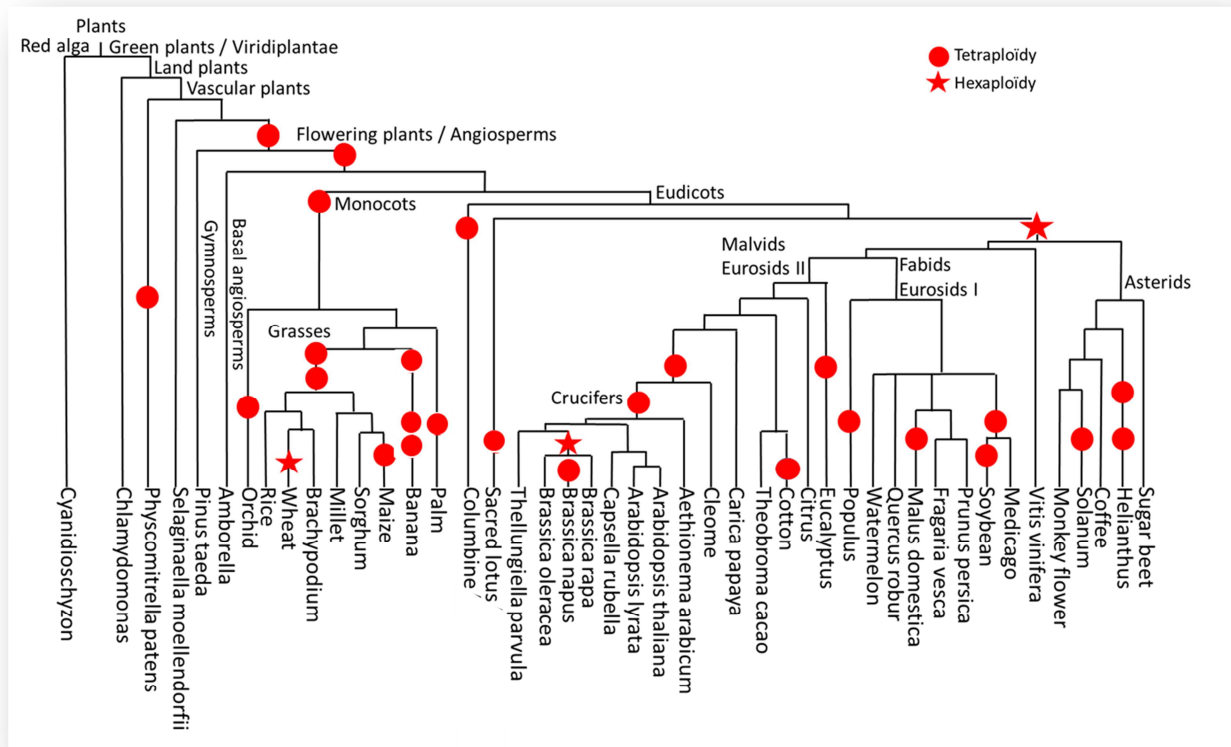 Plants
Red alga
Green plants / Viridiplantae
Land plants
Vascular plants
Flowering plants / Angiosperms
Tetraploïdy
Hexaploïdy
Eudicots
Monocots
Gymnosperms
Basal angiosperms
Malvids
Eurosids II
Fabids
Eurosids I
Asterids
Grasses
Crucifers
Cyanidioschyzon
Chlamydomonas
Physcomitrella patens
Selaginaella moellendorfii
Pinus taeda
Amborella
Orchid
Rice
Wheat
Brachypodium
Millet
Sorghum
Maize
Banana
Palm
Columbine
Sacred lotus
Thellungiella parvula
Brassica oleracea
Brassica napus
Brassica rapa
Capsella rubella
Arabidopsis lyrata
Arabidopsis thaliana
Aethionema arabicum
Cleome
Carica papaya
Theobroma cacao
Cotton
Citrus
Eucalyptus
Populus
Watermelon
Quercus robur
Malus domestica
Fragaria vesca
Prunus persica
Soybean
Medicago
Vitis vinifera
Monkey flower
Solanum
Coffee
Helianthus
Sugar beet